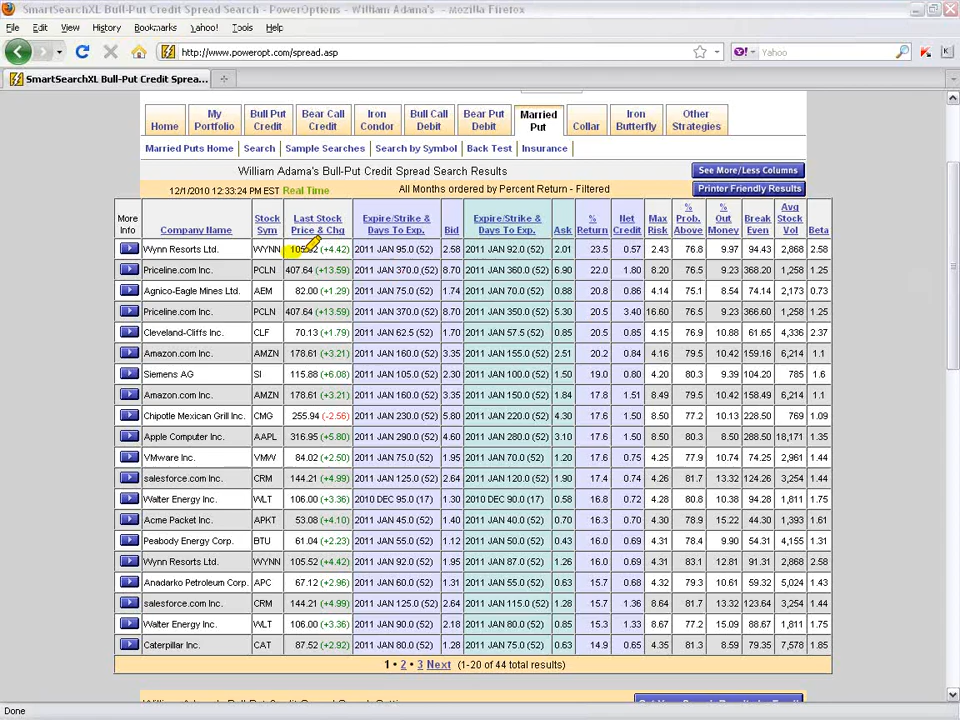 SmartSearchXL Bull-Put Credit Spread Search - PowerOptions - William Adama's - Mozilla Firefox
File Edit View History Bookmarks Yahoo! Tools Help
http://www.poweropt.com/spread.asp Yahoo
SmartSearchXL Bull-Put Credit Sprea...
Home My Portfolio Bull Put Credit Bear Call Credit Iron Condor Bull Call Debit Bear Put Debit Married Put Collar Iron Butterfly Other Strategies
Married Puts Home Search Sample Searches Search by Symbol Back Test Insurance
William Adama's Bull-Put Credit Spread Search Results See More/Less Columns
12/1/2010 12:33:24 PM EST Real Time All Months ordered by Percent Return - Filtered Printer Friendly Results
More Info Company Name Stock Sym Last Stock Price & Chg Expire/Strike & Days To Exp. Bid Expire/Strike & Days To Exp. Ask % Return Net Credit Max Risk % Prob. Above % Out Money Break Even Avg Stock Vol Beta
Wynn Resorts Ltd. WYNN (+4.42) 2011 JAN 95.0 (52) 2.58 2011 JAN 92.0 (52) 2.01 23.5 0.57 2.43 76.5 9.97 94.43 2,868 2.58
Priceline.com Inc. PCLN 407.64 (+13.59) 2011 JAN 370.0 (52) 8.70 2011 JAN 360.0 (52) 6.90 22.0 1.80 8.20 76.5 9.23 368.20 1,258 1.25
Agnico-Eagle Mines Ltd. AEM 82.00 (+1.29) 2011 JAN 75.0 (52) 1.74 2011 JAN 70.0 (52) 0.88 20.8 0.86 4.14 75.1 8.54 74.14 2,173 0.73
Priceline.com Inc. PCLN 407.64 (+13.59) 2011 JAN 370.0 (52) 8.70 2011 JAN 350.0 (52) 5.30 20.5 3.40 16.60 76.5 9.23 366.60 1,258 1.25
Cleveland-Cliffs Inc. CLF 70.13 (+1.79) 2011 JAN 62.5 (52) 1.70 2011 JAN 57.5 (52) 0.85 20.5 0.85 4.15 76.9 10.88 61.65 4,336 2.37
Amazon.com Inc. AMZN 178.61 (+3.21) 2011 JAN 160.0 (52) 3.35 2011 JAN 155.0 (52) 2.51 20.2 0.84 4.16 79.5 10.42 159.16 6,214 1.1
Siemens AG SI 115.88 (+6.08) 2011 JAN 105.0 (52) 2.30 2011 JAN 100.0 (52) 1.50 19.0 0.80 4.20 80.3 9.39 104.20 785 1.6
Amazon.com Inc. AMZN 178.61 (+3.21) 2011 JAN 160.0 (52) 3.35 2011 JAN 150.0 (52) 1.84 17.8 1.51 8.49 79.5 10.42 158.49 6,214 1.1
Chipotle Mexican Grill Inc. CMG 255.94 (-2.56) 2011 JAN 230.0 (52) 5.80 2011 JAN 220.0 (52) 4.30 17.6 1.50 8.50 77.2 10.13 228.50 769 1.09
Apple Computer Inc. AAPL 316.95 (+5.80) 2011 JAN 290.0 (52) 4.60 2011 JAN 280.0 (52) 3.10 17.6 1.50 8.50 80.3 8.50 288.50 18,171 1.35
VMware Inc. VMW 84.02 (+2.50) 2011 JAN 75.0 (52) 1.95 2011 JAN 70.0 (52) 1.20 17.6 0.75 4.25 77.9 10.74 74.25 2,961 1.44
salesforce.com Inc. CRM 144.21 (+4.99) 2011 JAN 125.0 (52) 2.64 2011 JAN 120.0 (52) 1.90 17.4 0.74 4.26 81.7 13.32 124.26 3,254 1.44
Walter Energy Inc. WLT 106.00 (+3.36) 2010 DEC 95.0 (17) 1.30 2010 DEC 90.0 (17) 0.58 16.8 0.72 4.28 80.8 10.38 94.28 1,811 1.75
Acme Packet Inc. APKT 53.08 (+4.10) 2011 JAN 45.0 (52) 1.40 2011 JAN 40.0 (52) 0.70 16.3 0.70 4.30 78.9 15.22 44.30 1,393 1.61
Peabody Energy Corp. BTU 61.04 (+2.23) 2011 JAN 55.0 (52) 1.12 2011 JAN 50.0 (52) 0.43 16.0 0.69 4.31 78.4 9.90 54.31 4,155 1.31
Wynn Resorts Ltd. WYNN 105.52 (+4.42) 2011 JAN 92.0 (52) 1.95 2011 JAN 87.0 (52) 1.26 16.0 0.69 4.31 83.1 12.81 91.31 2,868 2.58
Anadarko Petroleum Corp. APC 67.12 (+2.96) 2011 JAN 60.0 (52) 1.31 2011 JAN 55.0 (52) 0.63 15.7 0.68 4.32 79.3 10.61 59.32 5,024 1.43
salesforce.com Inc. CRM 144.21 (+4.99) 2011 JAN 125.0 (52) 2.64 2011 JAN 115.0 (52) 1.28 15.7 1.36 8.64 81.7 13.32 123.64 3,254 1.44
Walter Energy Inc. WLT 106.00 (+3.36) 2011 JAN 90.0 (52) 2.18 2011 JAN 80.0 (52) 0.85 15.3 1.33 8.67 77.2 15.09 88.67 1,811 1.75
Caterpillar Inc. CAT 87.52 (+2.92) 2011 JAN 80.0 (52) 1.28 2011 JAN 75.0 (52) 0.63 14.9 0.65 4.35 81.3 8.59 79.35 7,578 1.85
1 • 2 • 3 Next (1-20 of 44 total results)
Done